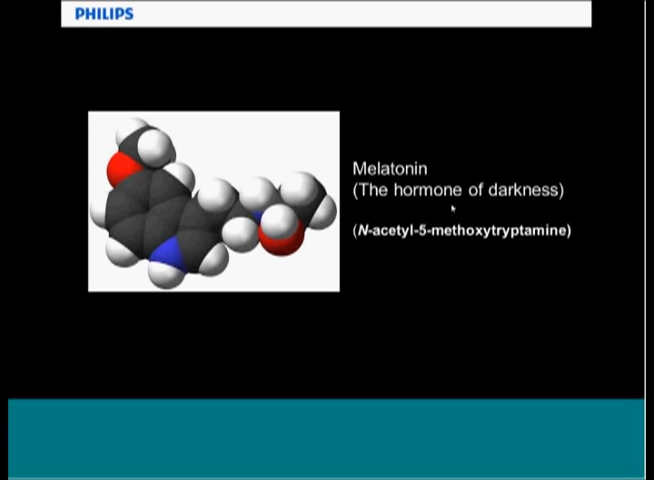 PHILIPS
Melatonin
(The hormone of darkness)
(N-acetyl-5-methoxytryptamine)